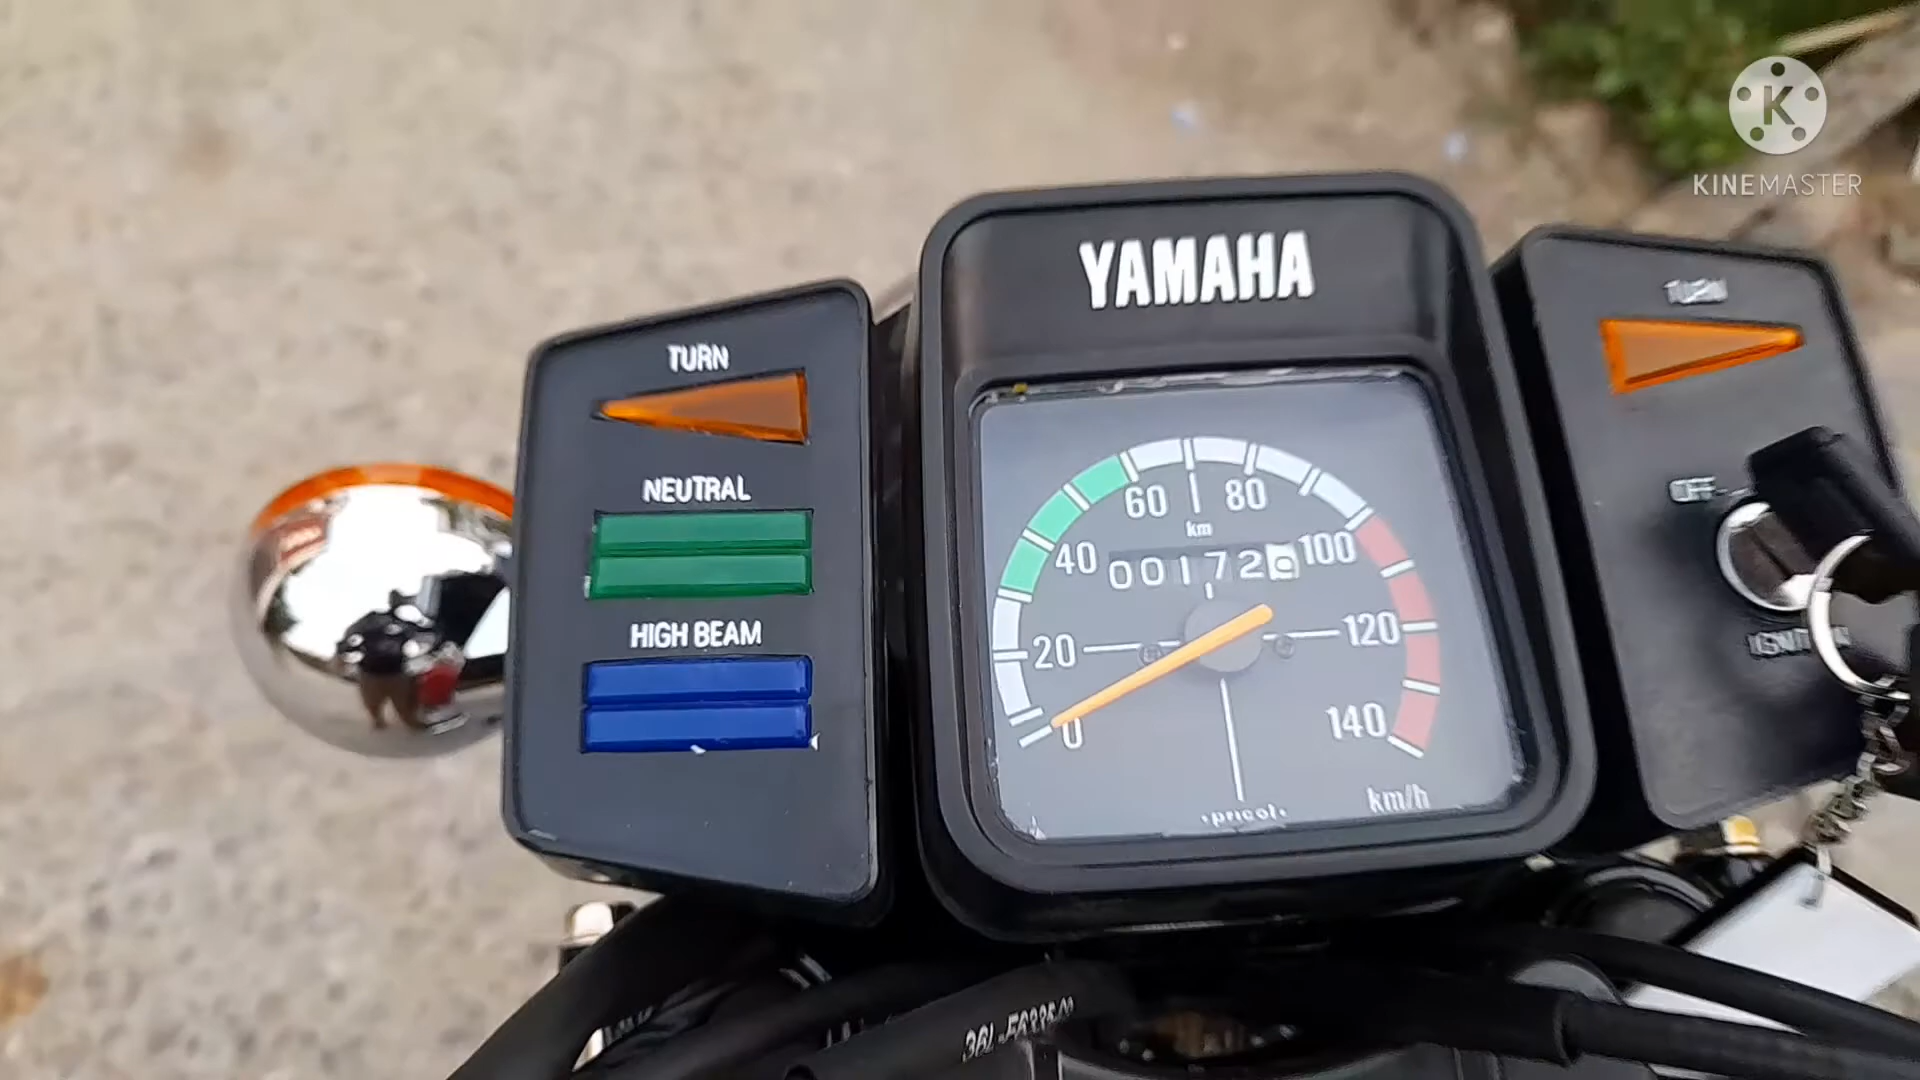 KINEMASTER
YAMAHA
TURN
NEUTRAL
HIGH BEAM
TURN
OFF
IGNITION
60 80
km
40 00172 9 100
20 120
0 140
km/h
pricol